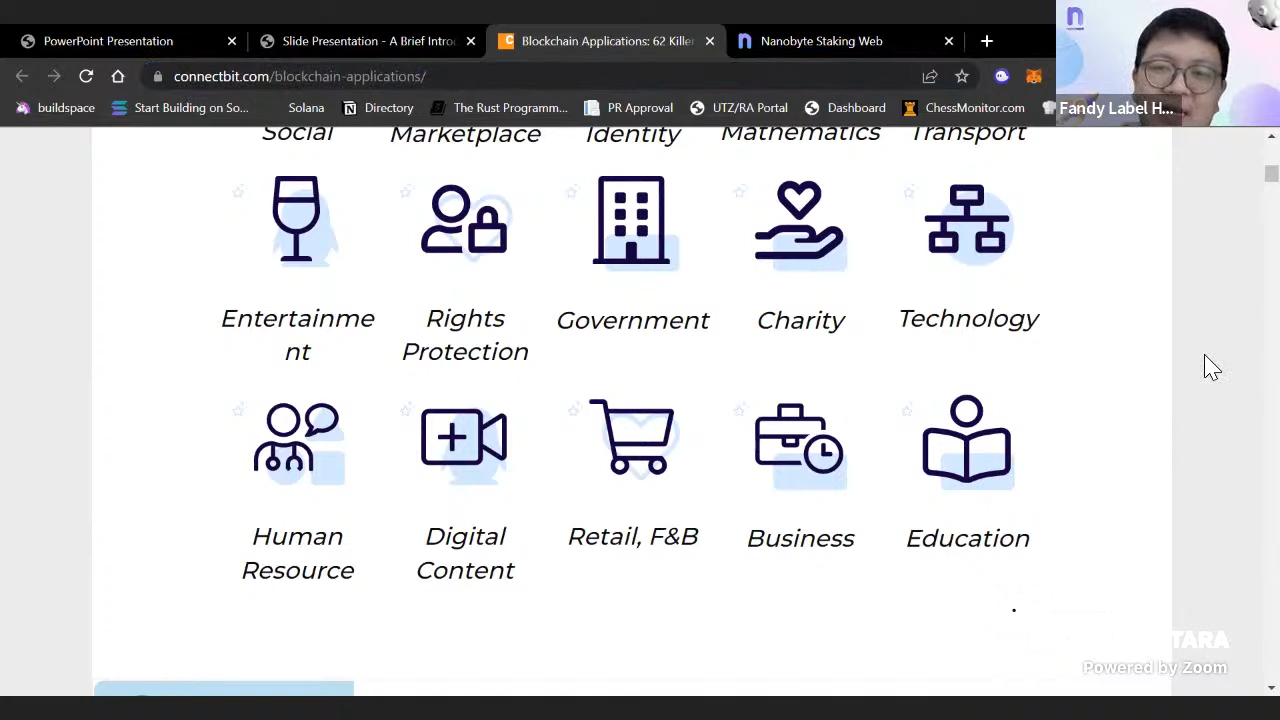 PowerPoint Presentation
Slide Presentation - A Brief Intro
Blockchain Applications: 62 Killer
Nanobyte Staking Web
connectbit.com/blockchain-applications/
buildspace
Start Building on So...
Solana
Directory
The Rust Programm...
PR Approval
UTZ/RA Portal
Dashboard
ChessMonitor.com
Fandy Label H...
Social
Marketplace
Identity
Mathematics
Transport
Entertainme
nt
Rights
Protection
Government
Charity
Technology
Human
Resource
Digital
Content
Retail, F&B
Business
Education
TARA
Powered by Zoom